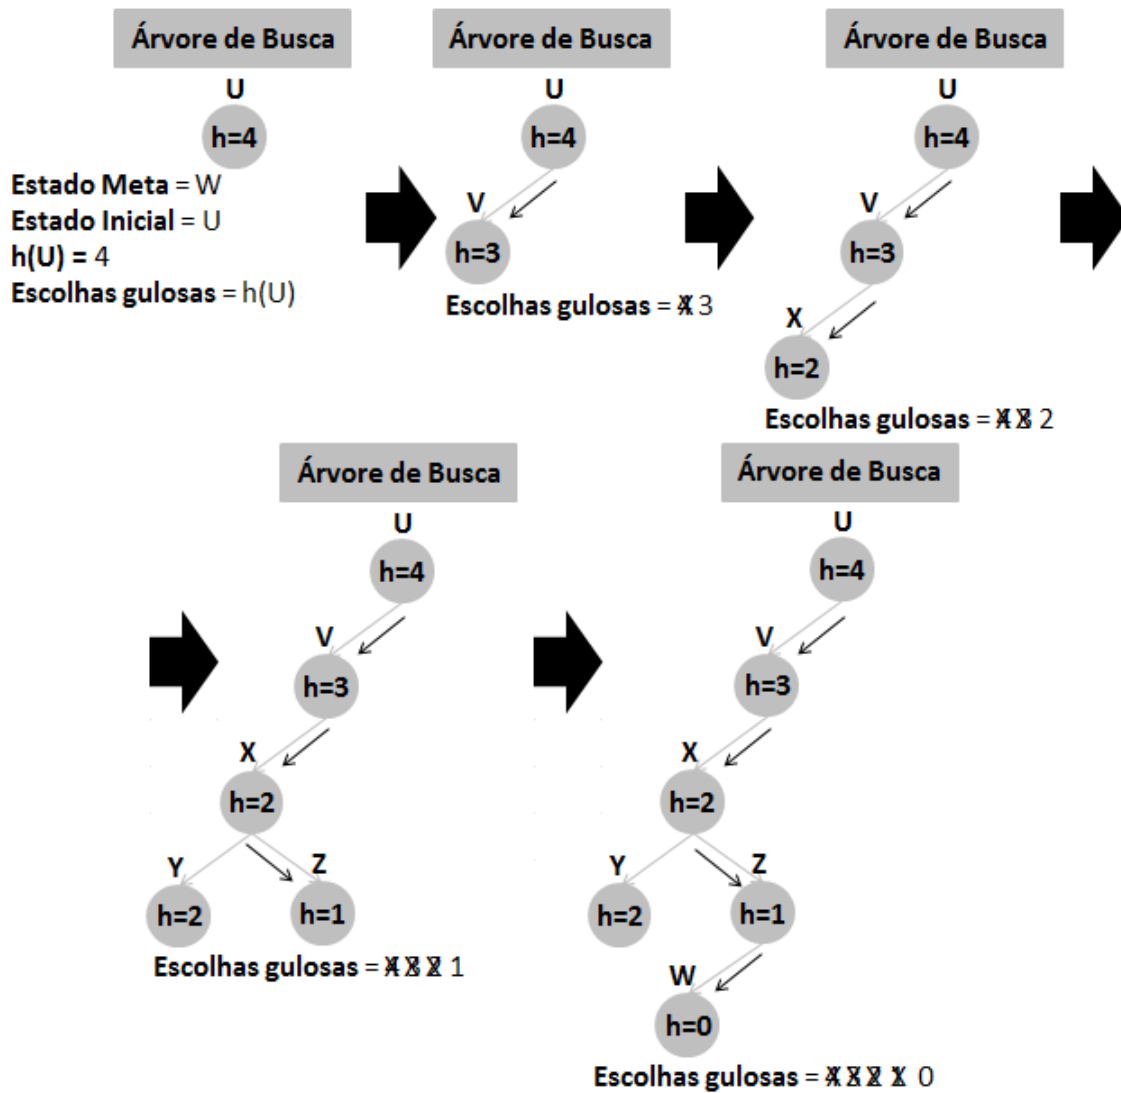 Árvore de Busca
U
h=4
Estado Meta = W
Estado Inicial = U
h(U) = 4
Escolhas gulosas = h(U)
Árvore de Busca
U
h=4
V
h=3
Escolhas gulosas = 4 3
Árvore de Busca
U
h=4
V
h=3
X
h=2
Escolhas gulosas = 4 3 2
Árvore de Busca
U
h=4
V
h=3
X
h=2
Y Z
h=2 h=1
Escolhas gulosas = 4 3 2 1
Árvore de Busca
U
h=4
V
h=3
X
h=2
Y Z
h=2 h=1
W
h=0
Escolhas gulosas = 4 3 2 1 0